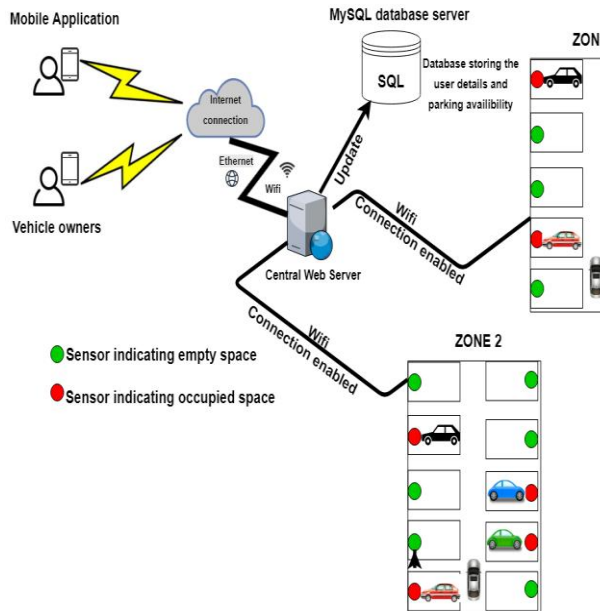 Mobile Application
MySQL database server
SQL
Database storing the
user details and
parking availibility
ZON
Internet
connection
Ethernet
Wifi
Update
Vehicle owners
Central Web Server
Wifi
Connection enabled
Wifi
Connection enabled
ZONE 2
Sensor indicating empty space
Sensor indicating occupied space